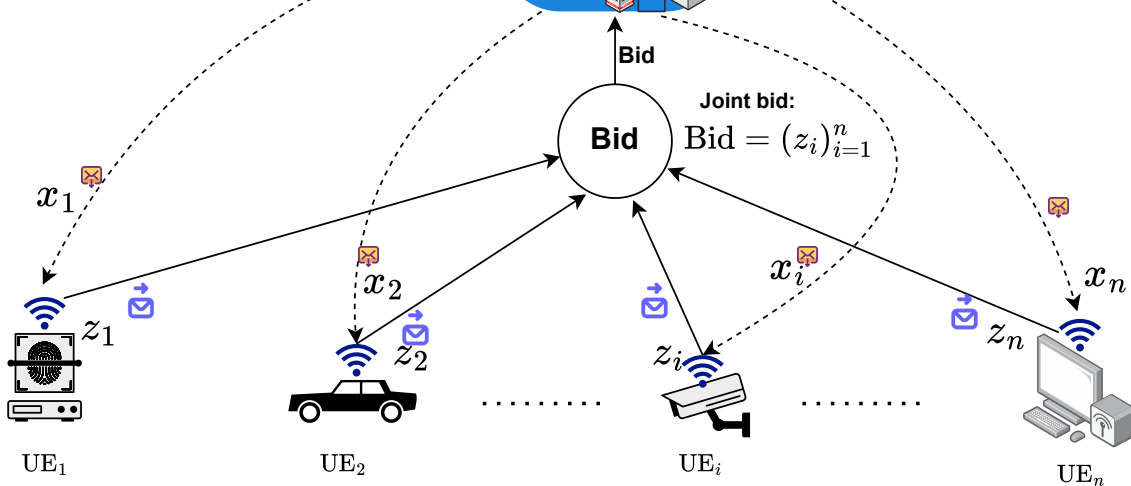 Bid
Joint bid:
Bid
Bid = (z_i)_{i=1}^{n}
x_1
x_2
x_i
x_n
z_1
z_2
z_i
z_n
........
........
UE_1
UE_2
UE_i
UE_n